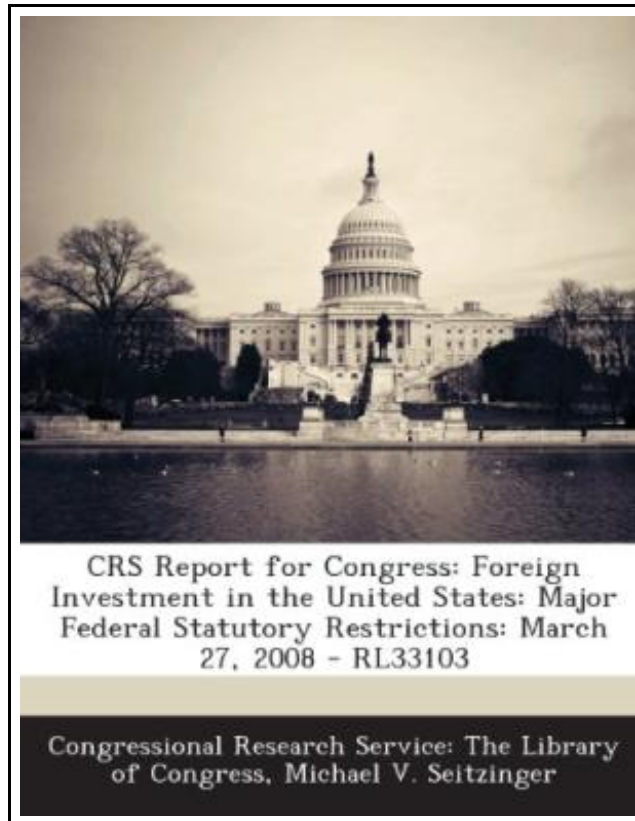 CRS Report for Congress: Foreign
Investment in the United States: Major
Federal Statutory Restrictions: March
27, 2008 - RL33103
Congressional Research Service: The Library
of Congress, Michael V. Seitzinger